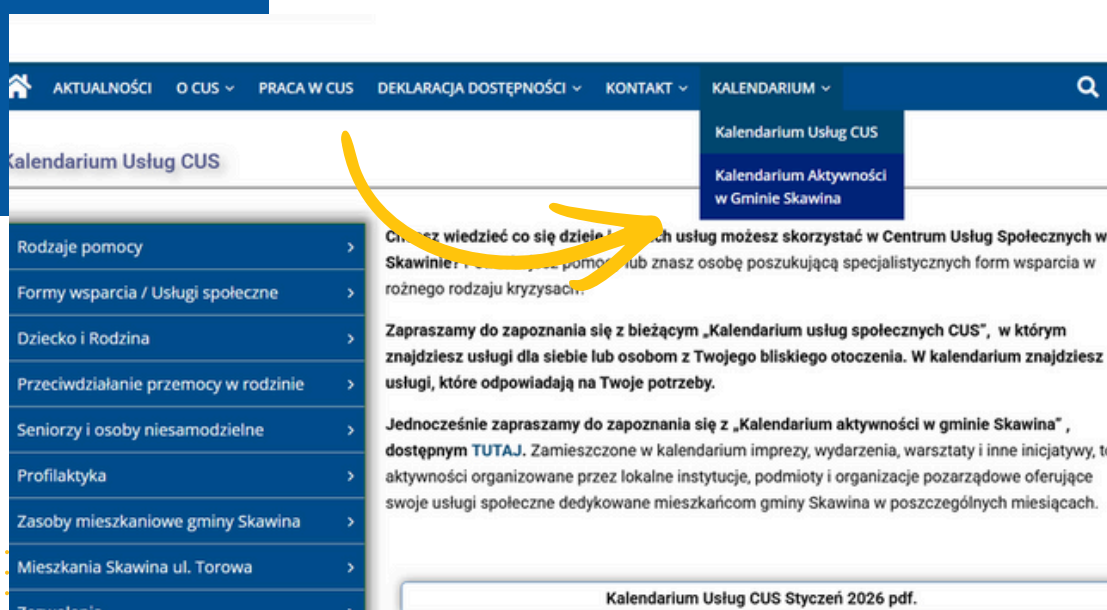 AKTUALNOŚCI O CUS PRACA W CUS DEKLARACJA DOSTĘPNOŚCI KONTAKT KALENDARIUM
Kalendarium Usług CUS
Kalendarium Aktywności
w Gminie Skawina
Kalendarium Usług CUS
Rodzaje pomocy
Formy wsparcia / Usługi społeczne
Dziecko i Rodzina
Przeciwdziałanie przemocy w rodzinie
Seniorzy i osoby niesamodzielne
Profilaktyka
Zasoby mieszkaniowe gminy Skawina
Mieszkania Skawina ul. Torowa
wiedzieć co się dzieje usług możesz skorzystać w Centrum Usług Społecznych w
Skawinie? lub znasz osobę poszukującą specjalistycznych form wsparcia w
rożnego rodzaju kryzysach?
Zapraszamy do zapoznania się z bieżącym „Kalendarium usług społecznych CUS”, w którym
znajdziesz usługi dla siebie lub osobom z Twojego bliskiego otoczenia. W kalendarium znajdziesz
usługi, które odpowiadają na Twoje potrzeby.
Jednocześnie zapraszamy do zapoznania się z „Kalendarium aktywności w gminie Skawina” ,
dostępnym TUTAJ. Zamieszczone w kalendarium imprezy, wydarzenia, warsztaty i inne inicjatywy,
aktywności organizowane przez lokalne instytucje, podmioty i organizacje pozarządowe oferujące
swoje usługi społeczne dedykowane mieszkańcom gminy Skawina w poszczególnych miesiącach.
Kalendarium Usług CUS Styczeń 2026 pdf.